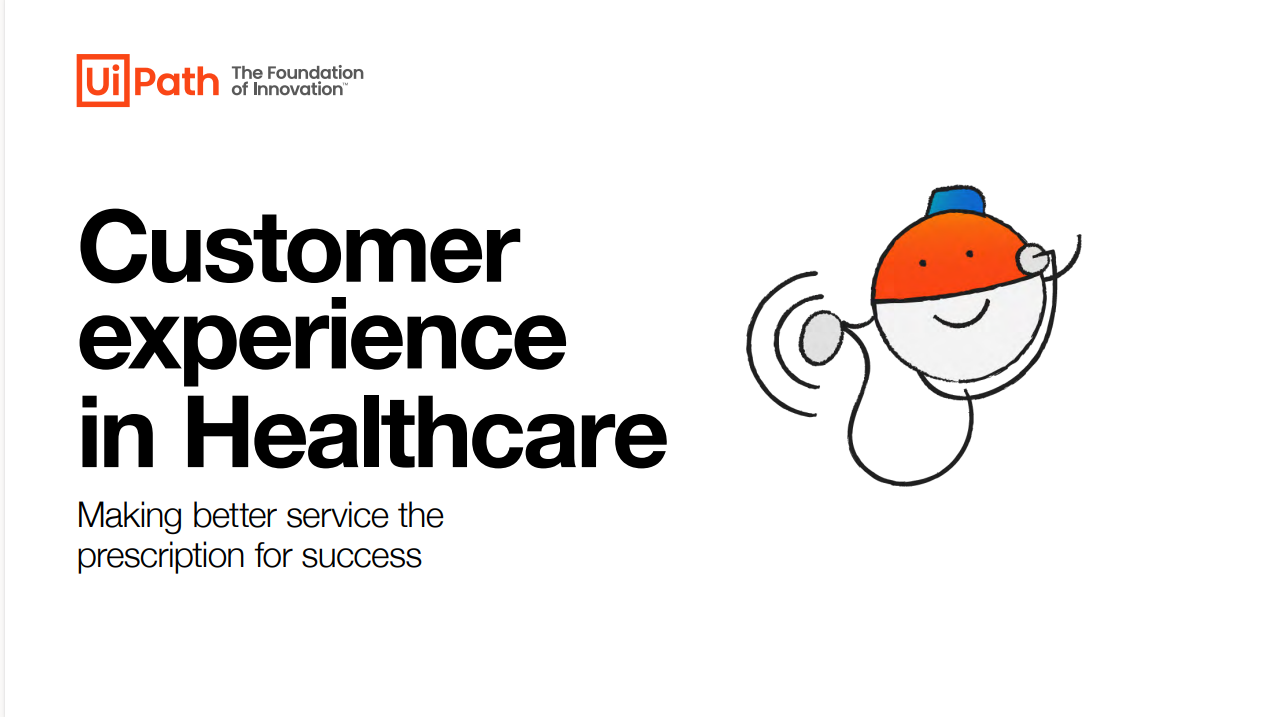 UiPath
The Foundation
of Innovation™
Customer
experience
in Healthcare
Making better service the
prescription for success